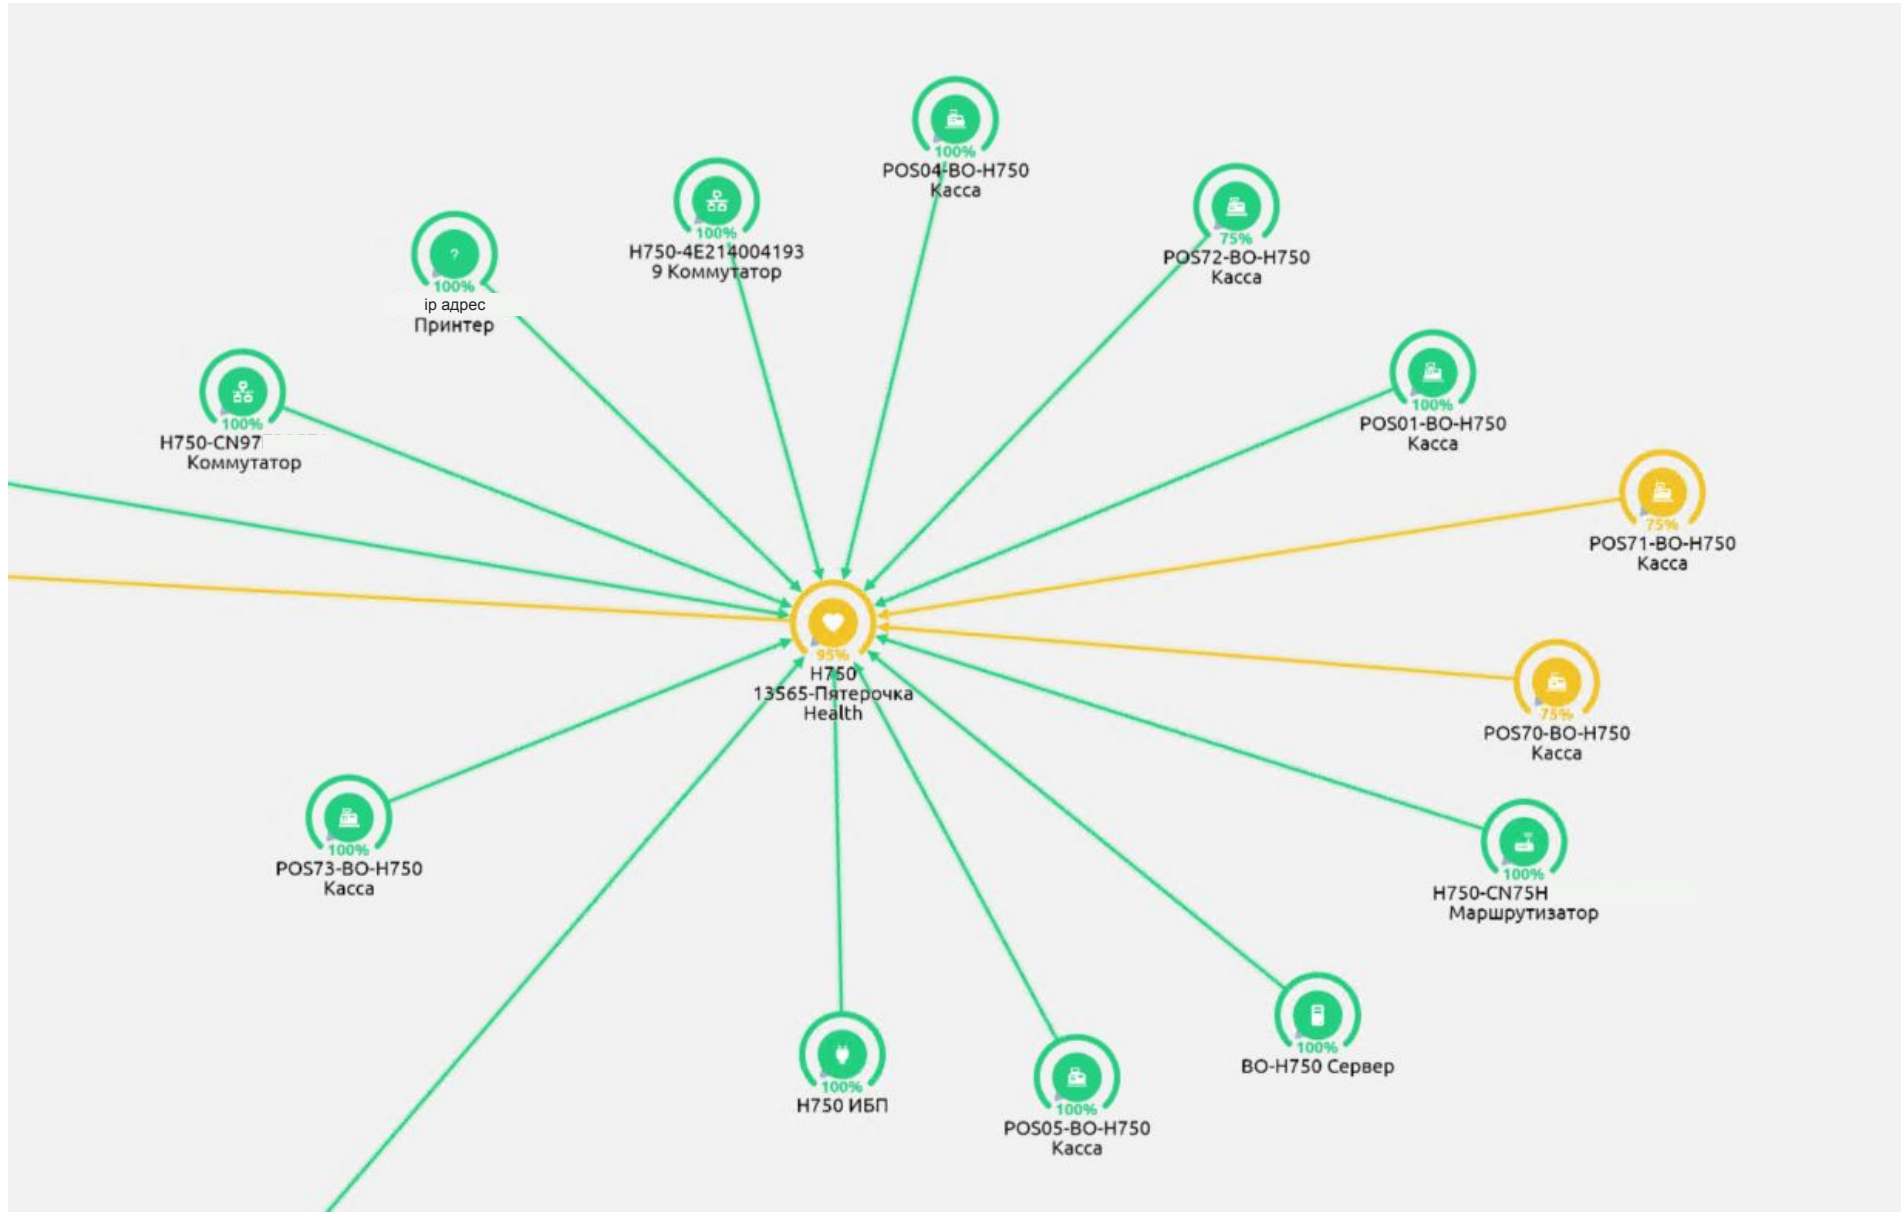 100%
POS04-BO-H750
Касса
100%
H750-4E214004193
9 Коммутатор
75%
POS72-BO-H750
Касса
?
100%
ip адрес
Принтер
100%
H750-CN97
Коммутатор
100%
POS01-BO-H750
Касса
75%
POS71-BO-H750
Касса
95%
H750
13565-Пятерочка
Health
75%
POS70-BO-H750
Касса
100%
POS73-BO-H750
Касса
100%
H750-CN75H
Маршрутизатор
100%
BO-H750 Сервер
100%
H750 ИБП
100%
POS05-BO-H750
Касса